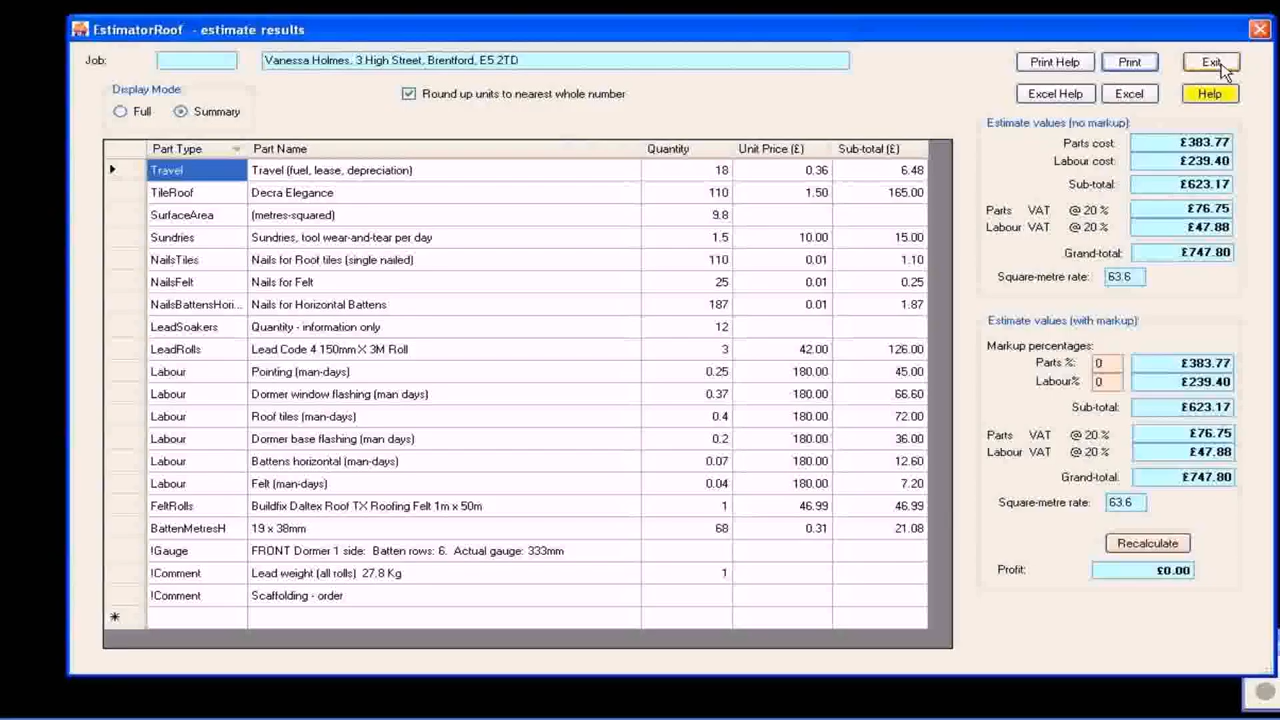 EstimatorRoof - estimate results
Job: Vanessa Holmes, 3 High Street, Brentford, E5 2TD Print Help Print Exit
Display Mode: Full Summary Round up units to nearest whole number Excel Help Excel Help
Part Type Part Name Quantity Unit Price (£) Sub-total (£)
Travel Travel (fuel, lease, depreciation) 18 0.36 6.48
TileRoof Decra Elegance 110 1.50 165.00
SurfaceArea (metres-squared) 9.8
Sundries Sundries, tool wear-and-tear per day 1.5 10.00 15.00
NailsTiles Nails for Roof tiles (single nailed) 110 0.01 1.10
NailsFelt Nails for Felt 25 0.01 0.25
NailsBattensHori... Nails for Horizontal Battens 187 0.01 1.87
LeadSoakers Quantity - information only 12
LeadRolls Lead Code 4 150mm X 3M Roll 3 42.00 126.00
Labour Pointing (man-days) 0.25 180.00 45.00
Labour Dormer window flashing (man days) 0.37 180.00 66.60
Labour Roof tiles (man-days) 0.4 180.00 72.00
Labour Dormer base flashing (man days) 0.2 180.00 36.00
Labour Battens horizontal (man-days) 0.07 180.00 12.60
Labour Felt (man-days) 0.04 180.00 7.20
FeltRolls Buildfix Daltex Roof TX Roofing Felt 1m x 50m 1 46.99 46.99
BattenMetresH 19 x 38mm 68 0.31 21.08
!Gauge FRONT Dormer 1 side: Batten rows: 6. Actual gauge: 333mm
!Comment Lead weight (all rolls) 27.8 Kg 1
!Comment Scaffolding - order
Estimate values (no markup)
Parts cost: £383.77
Labour cost: £239.40
Sub-total: £623.17
Parts VAT @ 20 % £76.75
Labour VAT @ 20 % £47.88
Grand-total: £747.80
Square-metre rate: 63.6
Estimate values (with markup)
Markup percentages:
Parts %: 0 £383.77
Labour% 0 £239.40
Sub-total: £623.17
Parts VAT @ 20 % £76.75
Labour VAT @ 20 % £47.88
Grand-total: £747.80
Square-metre rate: 63.6
Recalculate
Profit: £0.00